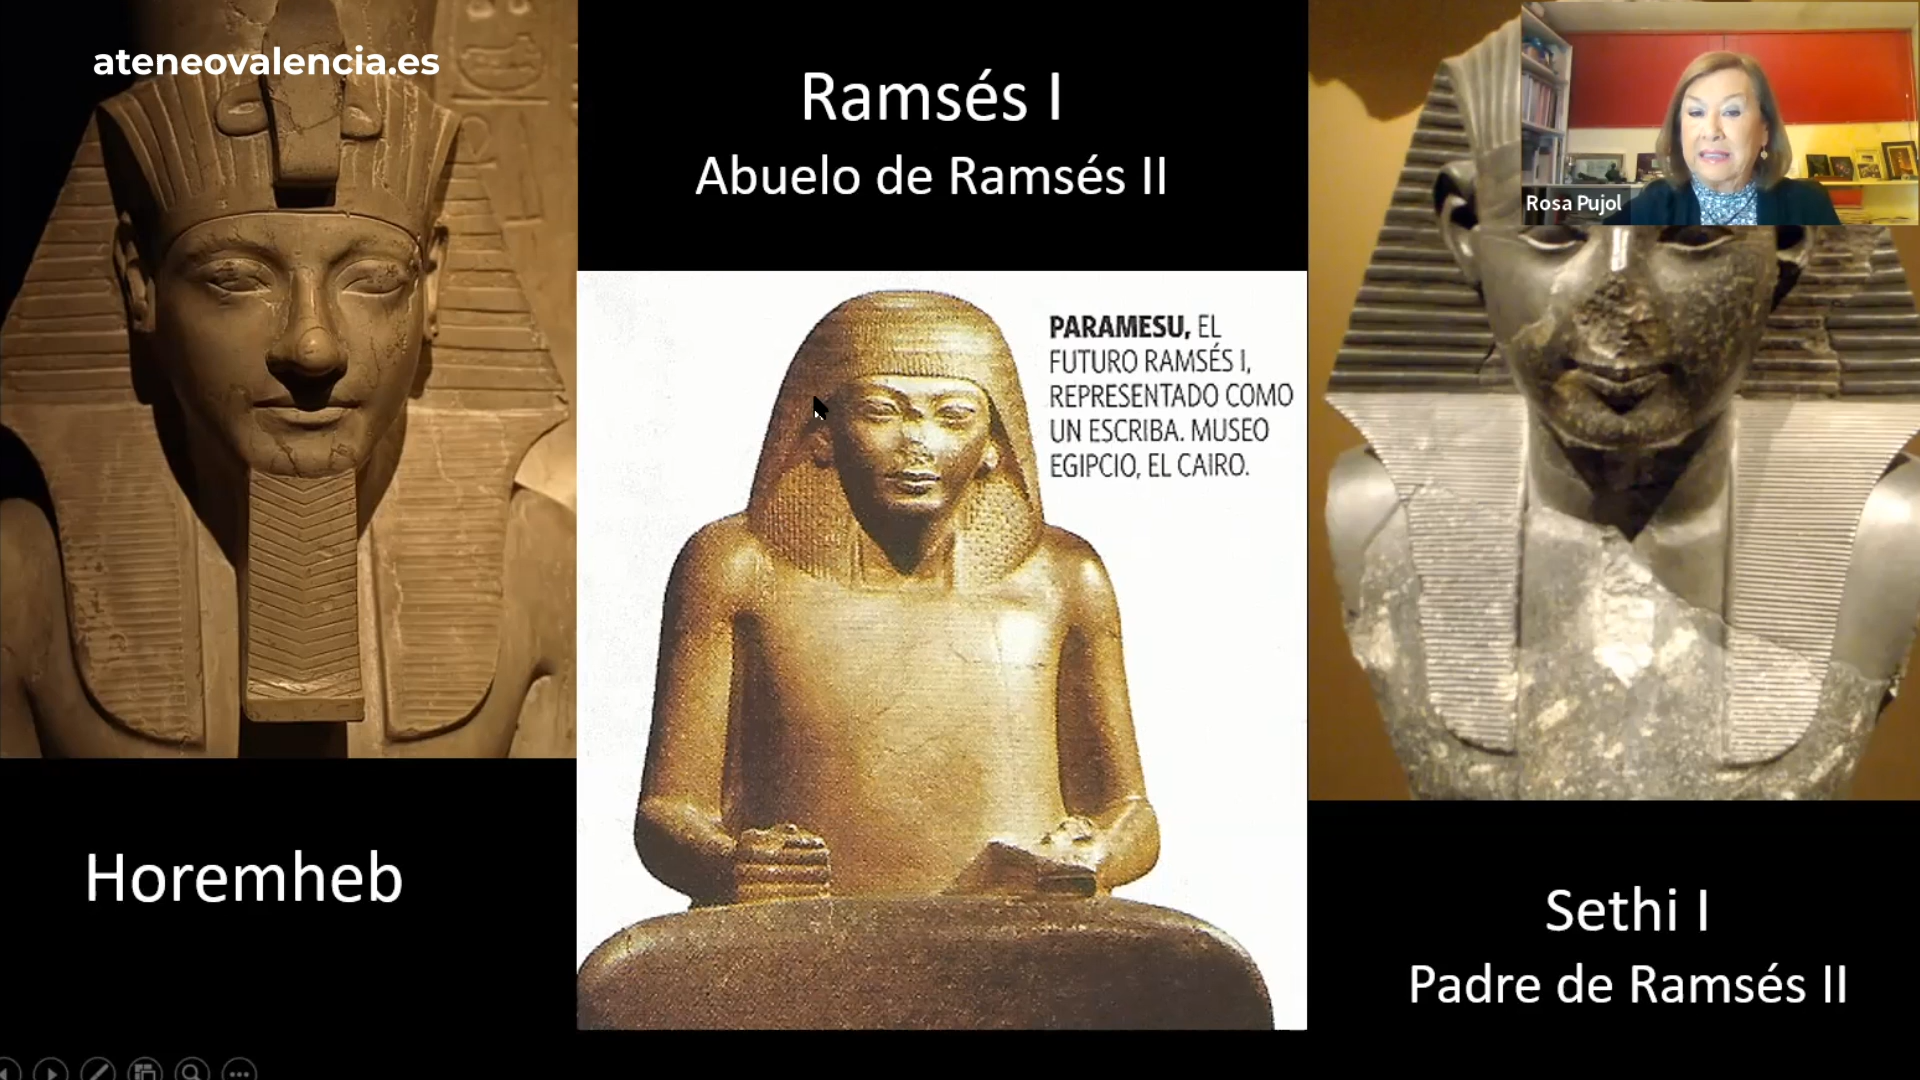 ateneovalencia.es
Ramsés I
Abuelo de Ramsés II
Rosa Pujol
PARAMESU, EL
FUTURO RAMSÉS I,
REPRESENTADO COMO
UN ESCRIBA. MUSEO
EGIPCIO, EL CAIRO.
Horemheb
Sethi I
Padre de Ramsés II